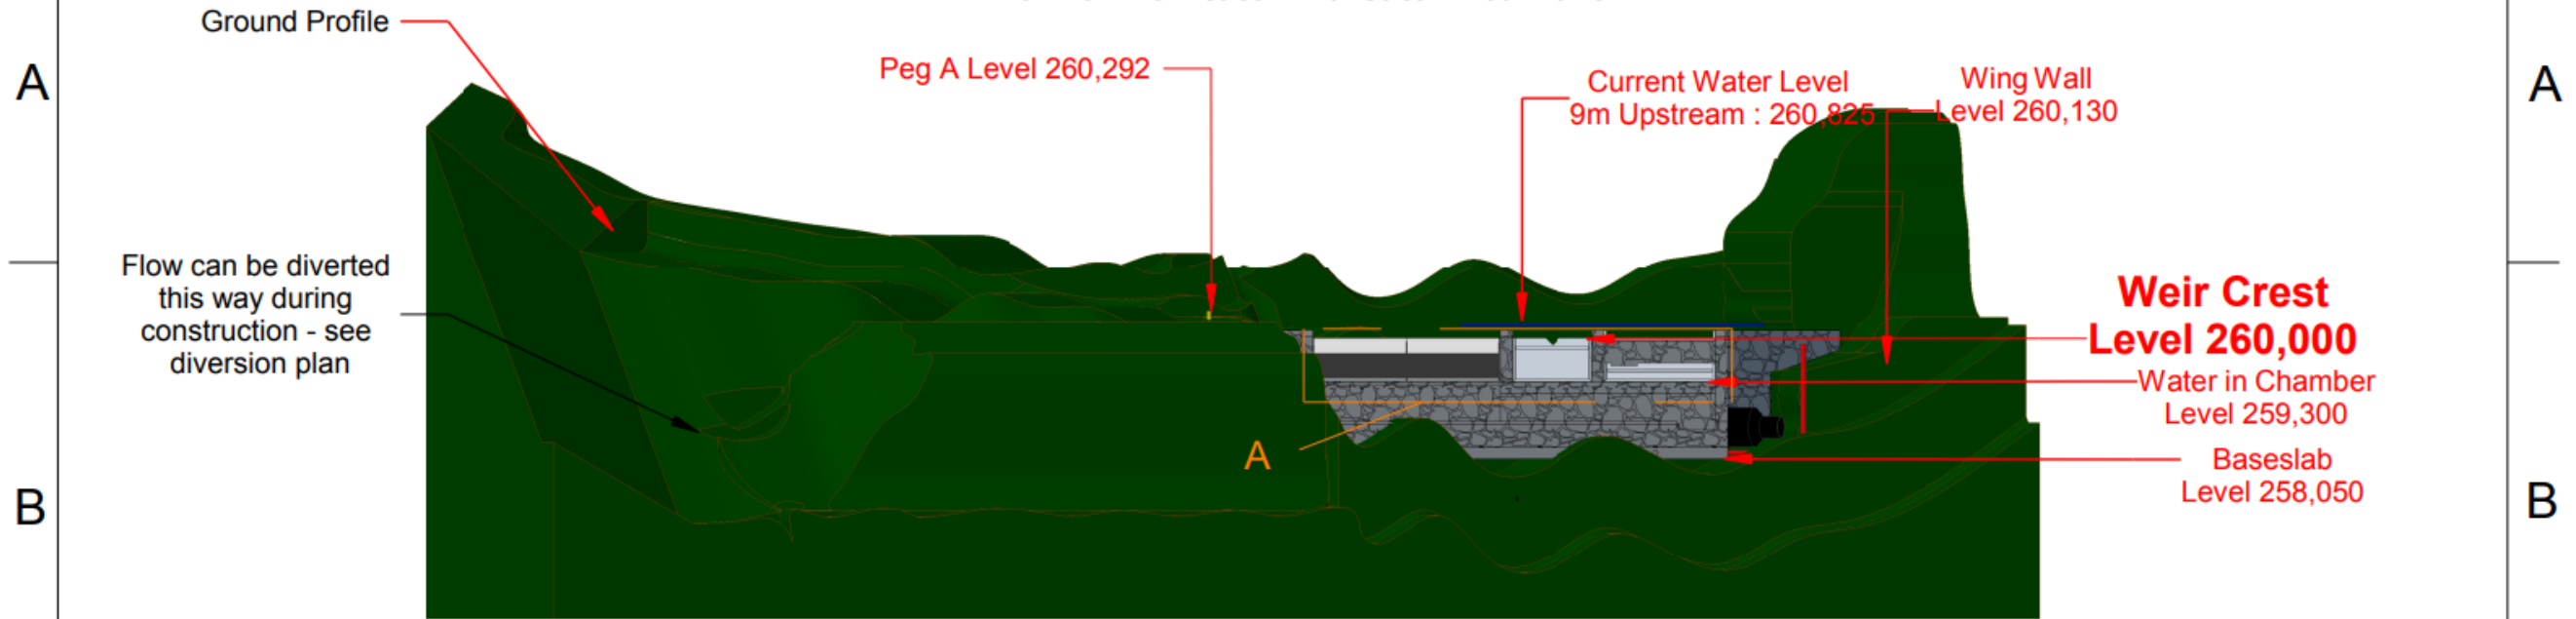 Ground Profile
A
A
Peg A Level 260,292
Current Water Level
9m Upstream : 260,825
Wing Wall
Level 260,130
Flow can be diverted
this way during
construction - see
diversion plan
Weir Crest
Level 260,000
Water in Chamber
Level 259,300
A
Baseslab
Level 258,050
B
B